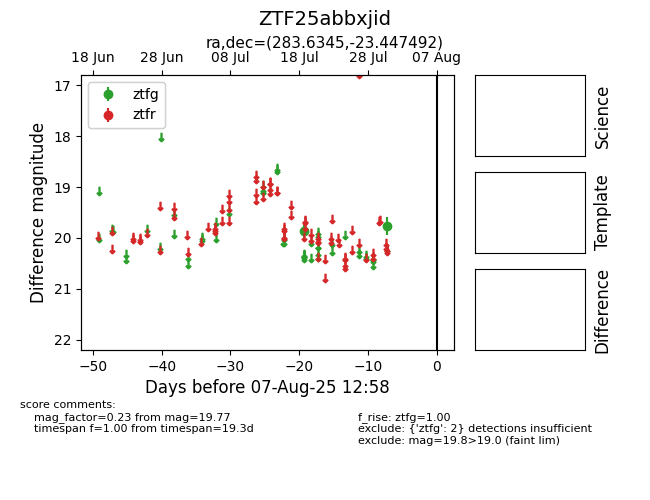 ZTF25abbxjid
ra,dec=(283.6345,-23.447492)
18 Jun 28 Jun 08 Jul 18 Jul 28 Jul 07 Aug
ztfg
ztfr
17
18
19
20
21
22
Difference magnitude
−50 −40 −30 −20 −10 0
Days before 07-Aug-25 12:58
Science
Template
Difference
score comments:
mag_factor=0.23 from mag=19.77
timespan f=1.00 from timespan=19.3d
f_rise: ztfg=1.00
exclude: {'ztfg': 2} detections insufficient
exclude: mag=19.8>19.0 (faint lim)